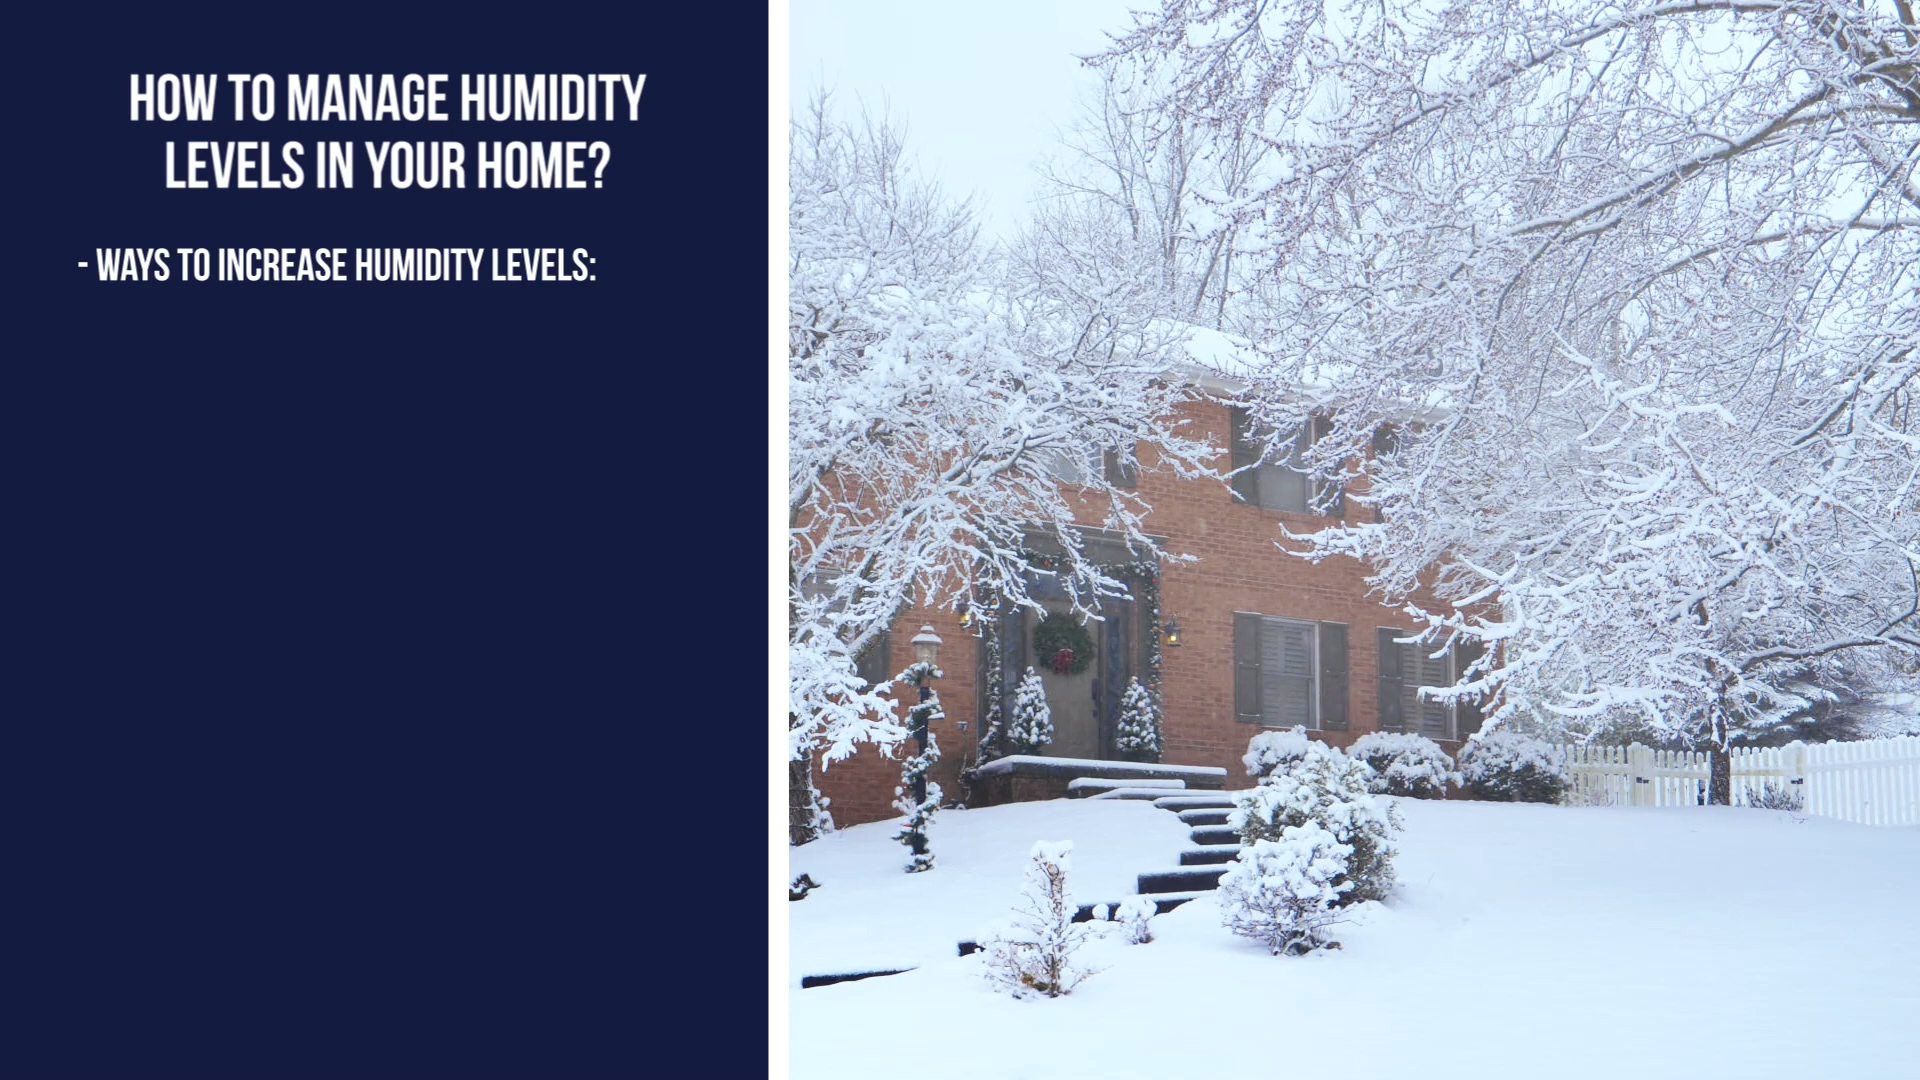 HOW TO MANAGE HUMIDITY
LEVELS IN YOUR HOME?
- WAYS TO INCREASE HUMIDITY LEVELS: